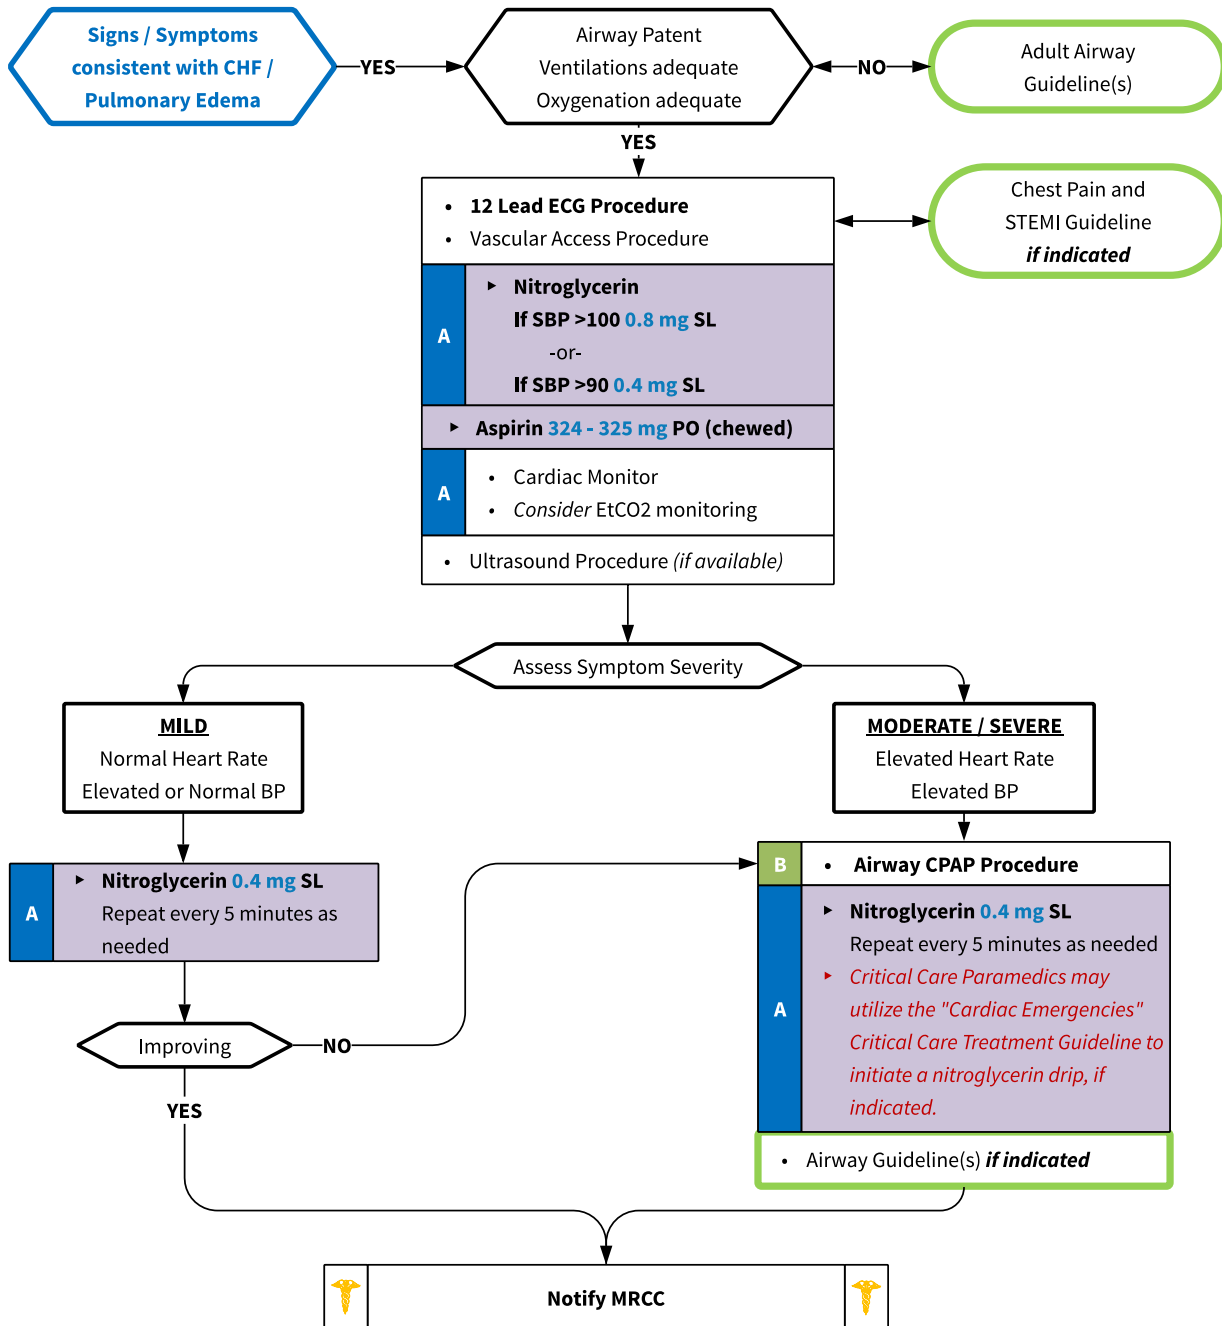 Signs / Symptoms
consistent with CHF /
Pulmonary Edema
YES
Airway Patent
Ventilations adequate
Oxygenation adequate
NO
Adult Airway
Guideline(s)
YES
• 12 Lead ECG Procedure
• Vascular Access Procedure
Chest Pain and
STEMI Guideline
if indicated
A
▸ Nitroglycerin
If SBP >100 0.8 mg SL
-or-
If SBP >90 0.4 mg SL
▸ Aspirin 324 - 325 mg PO (chewed)
A
• Cardiac Monitor
• Consider EtCO2 monitoring
• Ultrasound Procedure (if available)
Assess Symptom Severity
MILD
Normal Heart Rate
Elevated or Normal BP
MODERATE / SEVERE
Elevated Heart Rate
Elevated BP
A
▸ Nitroglycerin 0.4 mg SL
Repeat every 5 minutes as
needed
Improving
NO
YES
B
• Airway CPAP Procedure
A
▸ Nitroglycerin 0.4 mg SL
Repeat every 5 minutes as needed
▸ Critical Care Paramedics may
utilize the "Cardiac Emergencies"
Critical Care Treatment Guideline to
initiate a nitroglycerin drip, if
indicated.
• Airway Guideline(s) if indicated
Notify MRCC